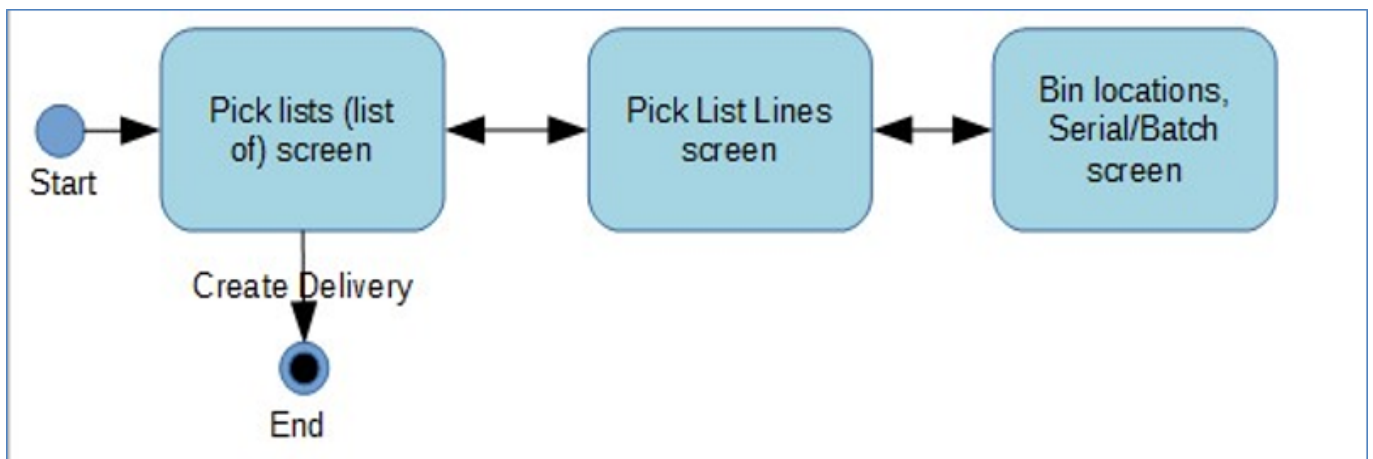 Start
Pick lists (list
of) screen
Pick List Lines
screen
Bin locations,
Serial/Batch
screen
Create Delivery
End